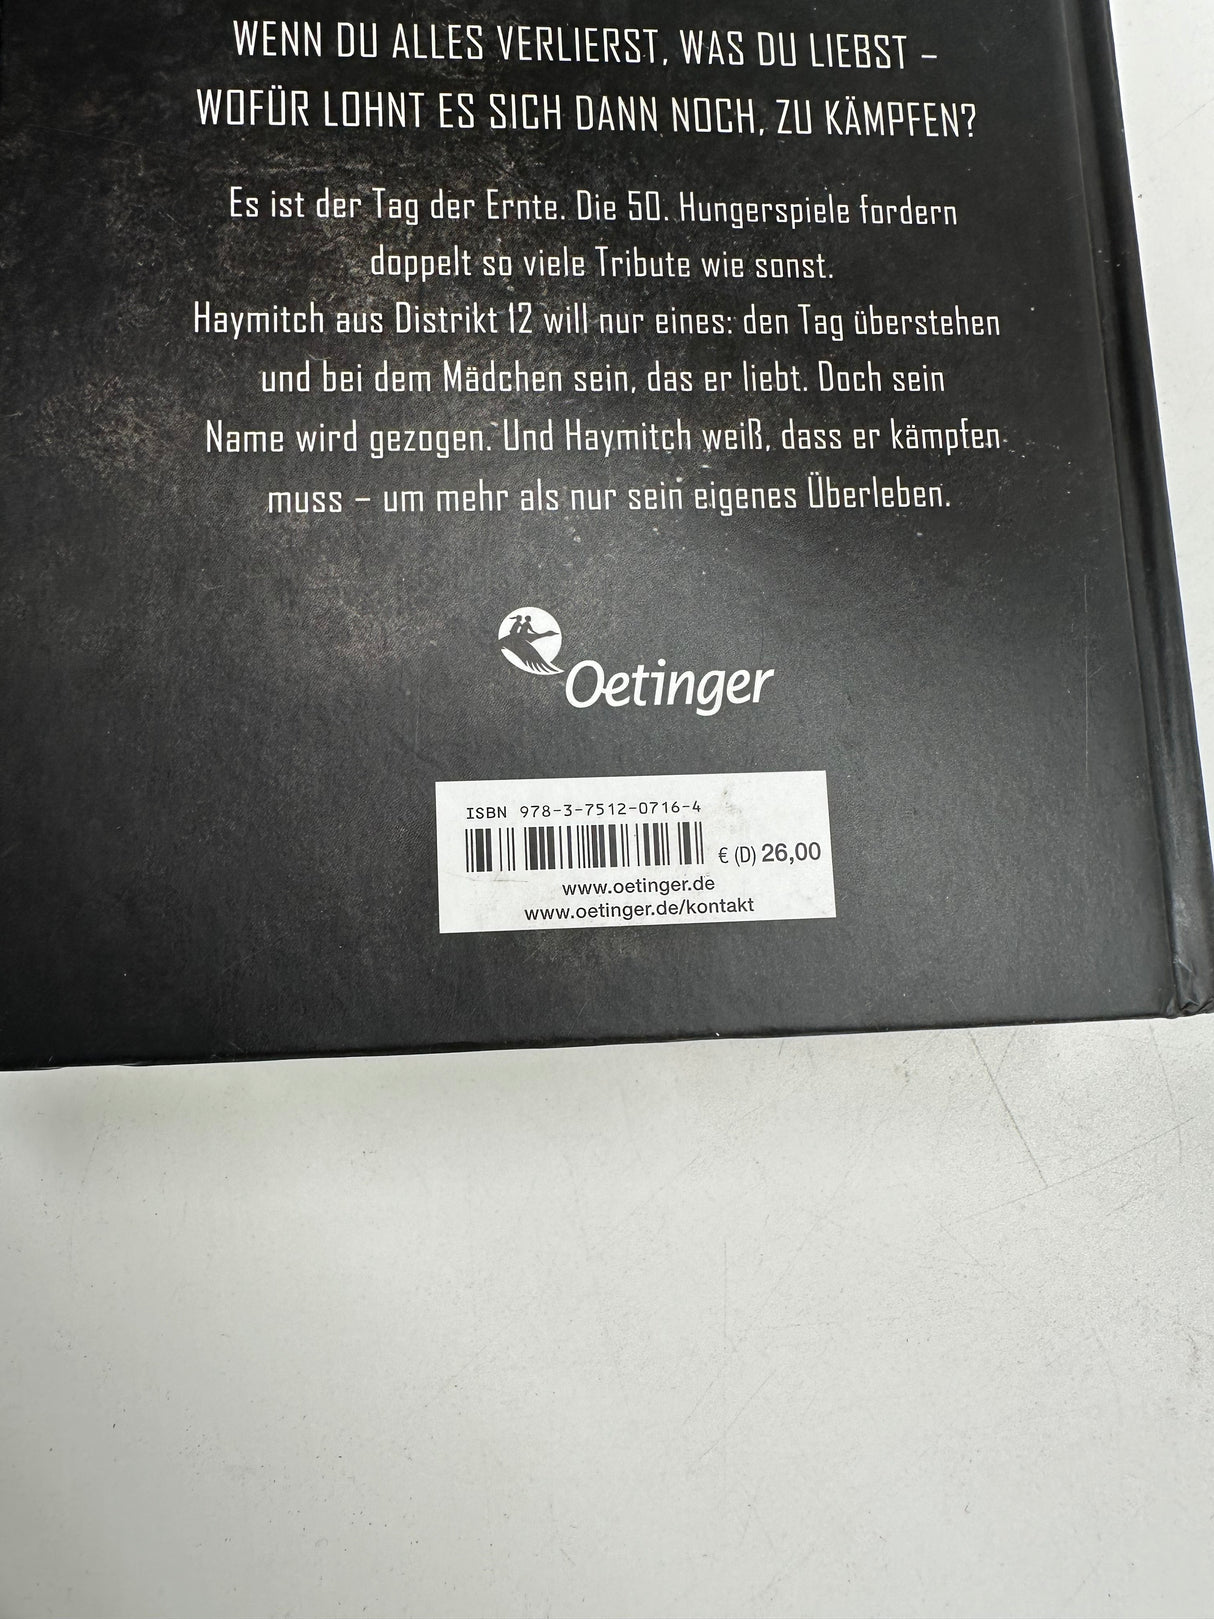 WENN DU ALLES VERLIERST, WAS DU LIEBST –
WOFÜR LOHNT ES SICH DANN NOCH, ZU KÄMPFEN?
Es ist der Tag der Ernte. Die 50. Hungerspiele fordern
doppelt so viele Tribute wie sonst.
Haymitch aus Distrikt 12 will nur eines: den Tag überstehen
und bei dem Mädchen sein, das er liebt. Doch sein
Name wird gezogen. Und Haymitch weiß, dass er kämpfen
muss – um mehr als nur sein eigenes Überleben.
Oetinger
ISBN 978-3-7512-0716-4
€ (D) 26,00
www.oetinger.de
www.oetinger.de/kontakt